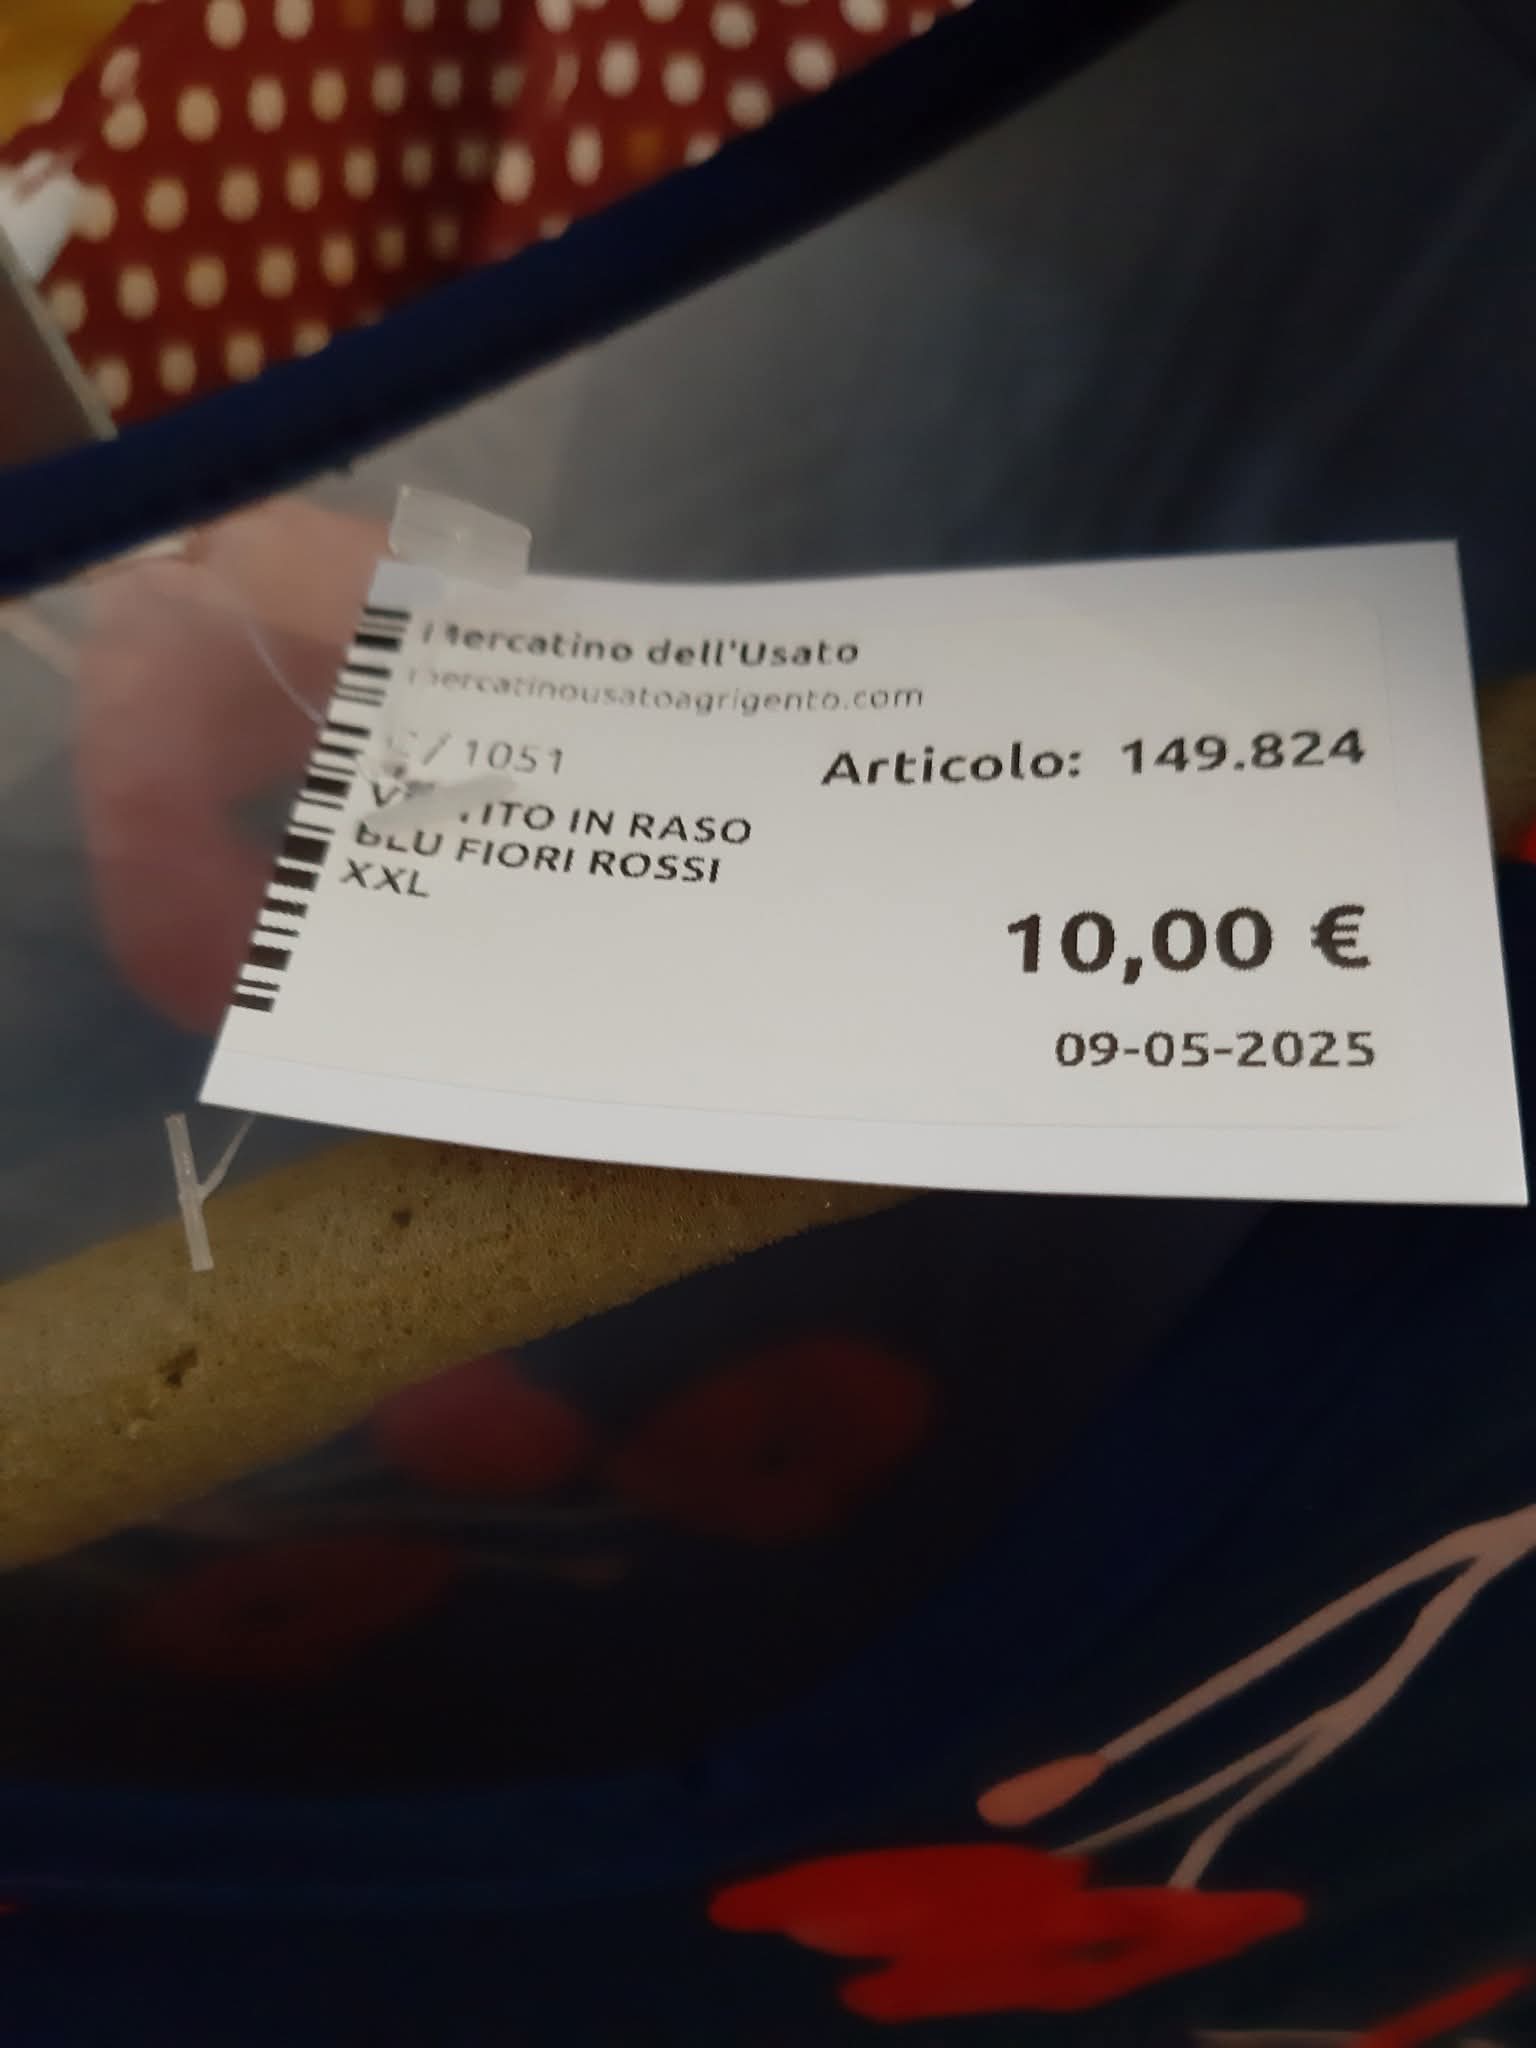 Mercatino dell'Usato
mercatinousatoagrigento.com
/ 1051
Articolo: 149.824
IN RASO
BLU FIORI ROSSI
XXL
10,00 €
09-05-2025